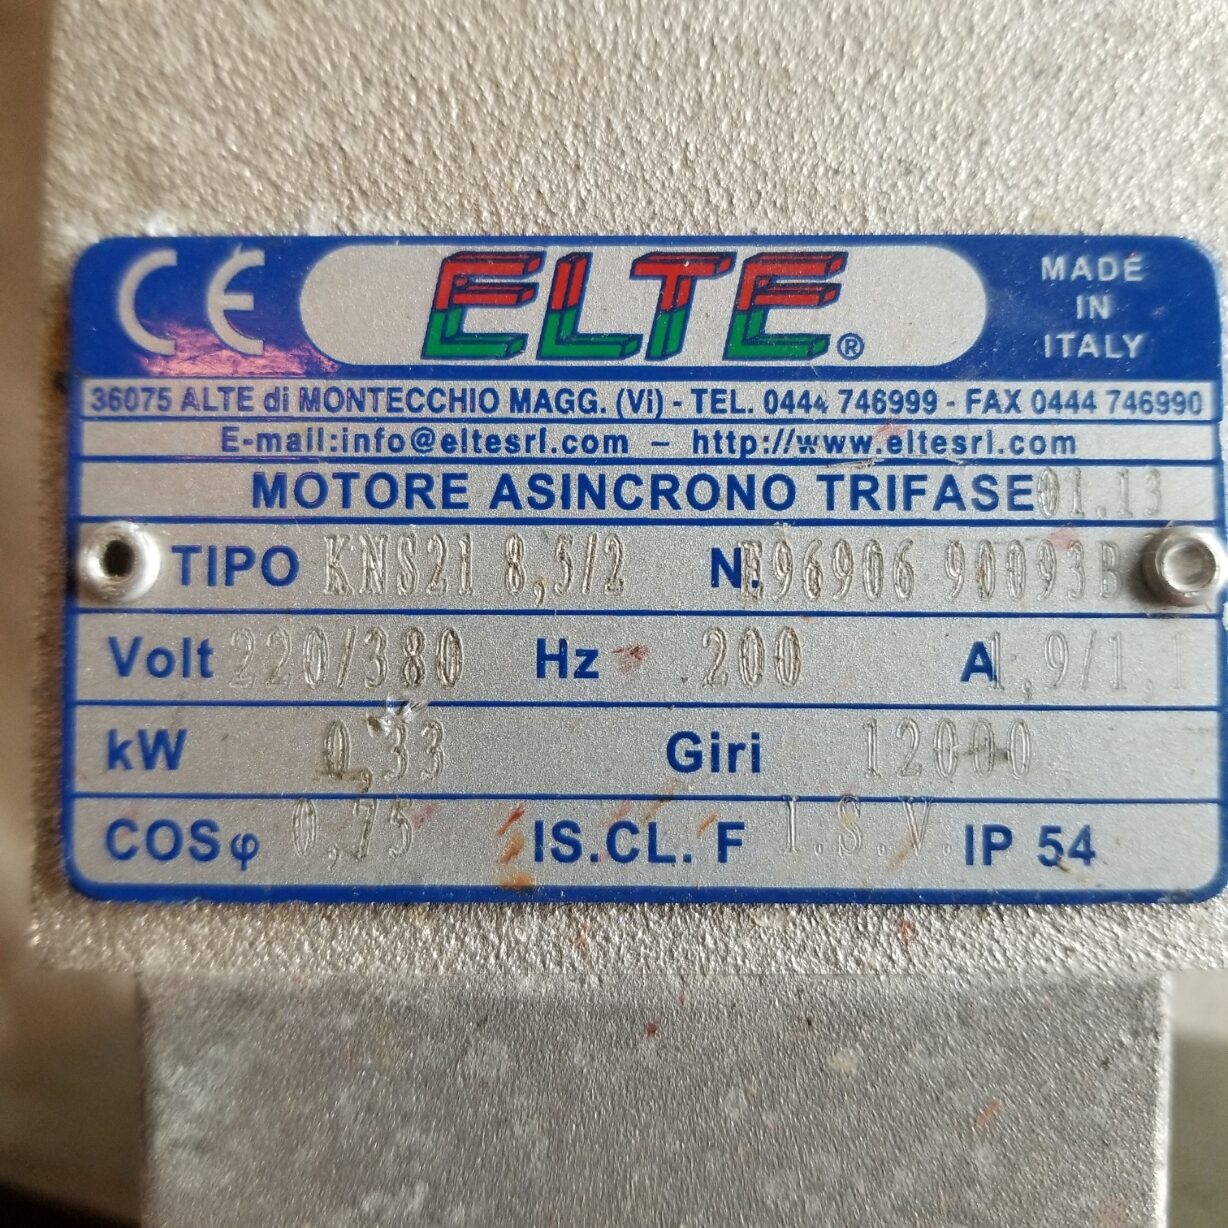 CE ELTE® MADE IN ITALY
36075 ALTE di MONTECCHIO MAGG. (Vi) - TEL. 0444 746999 - FAX 0444 746990
E-mail:info@eltesrl.com - http://www.eltesrl.com
MOTORE ASINCRONO TRIFASE 01.13
TIPO KNS21 8,5/2 N. E96906 90093B
Volt 220/380 Hz 200 A 1,9/1,1
kW 0,33 Giri 12000
COSφ 0,75 IS.CL. F I.S.V. IP 54